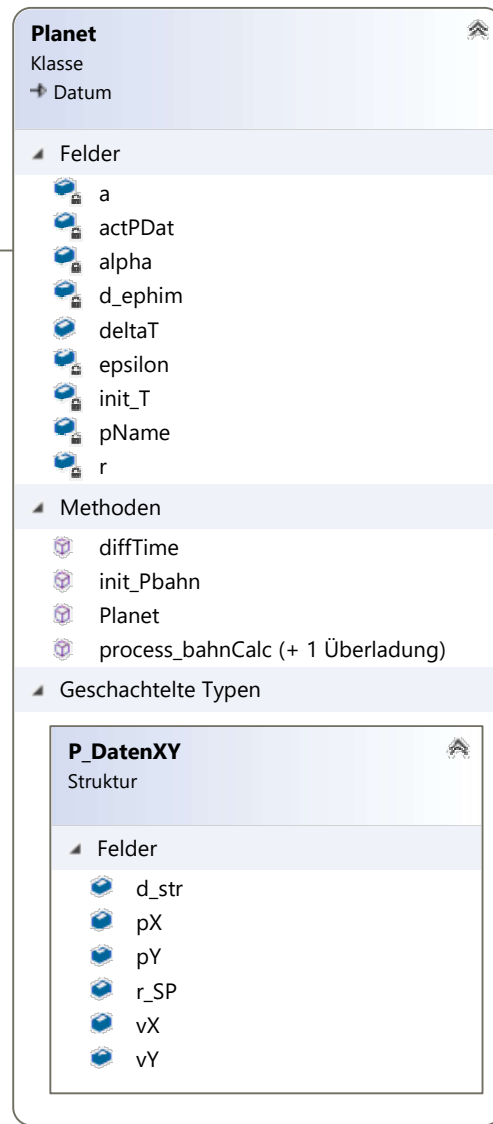 Planet
Klasse
Datum
Felder
a
actPDat
alpha
d_ephim
deltaT
epsilon
init_T
pName
r
Methoden
diffTime
init_Pbahn
Planet
process_bahnCalc (+ 1 Überladung)
Geschachtelte Typen
P_DatenXY
Struktur
Felder
d_str
pX
pY
r_SP
vX
vY